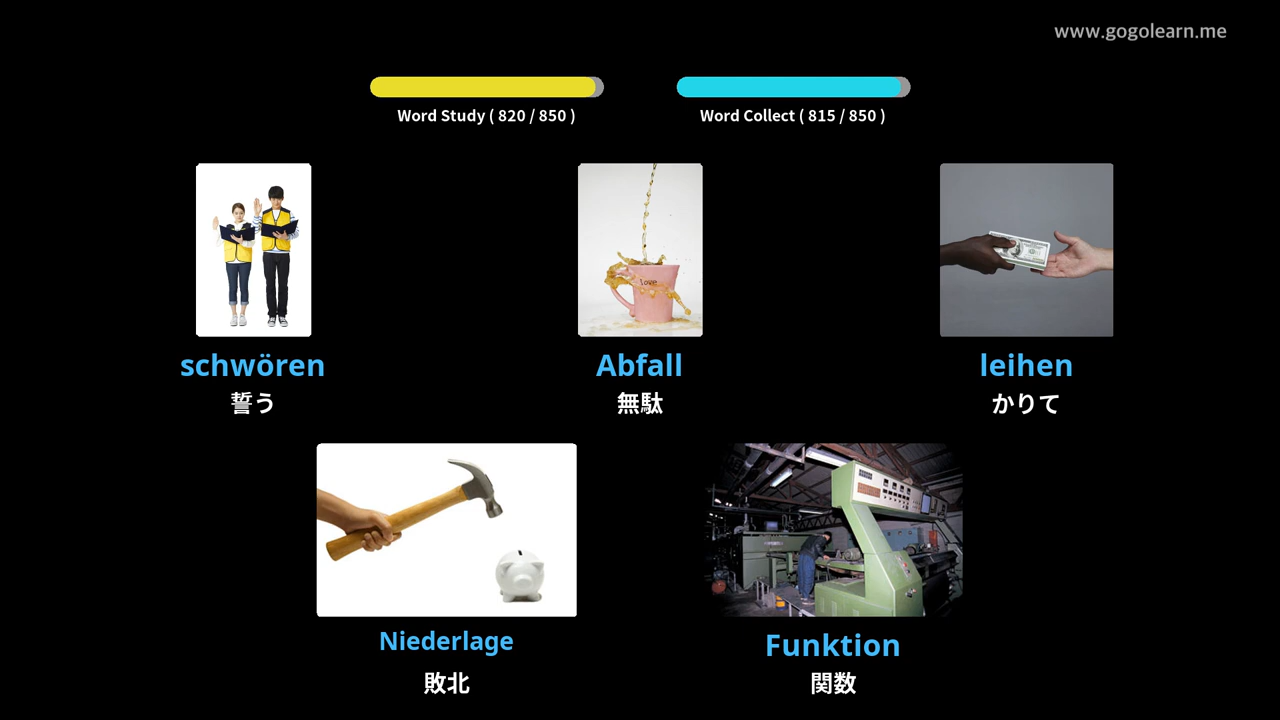 www.gogolearn.me
Word Study ( 820 / 850 )
Word Collect ( 815 / 850 )
love
schwören
誓う
Abfall
無駄
leihen
かりて
Niederlage
敗北
Funktion
関数